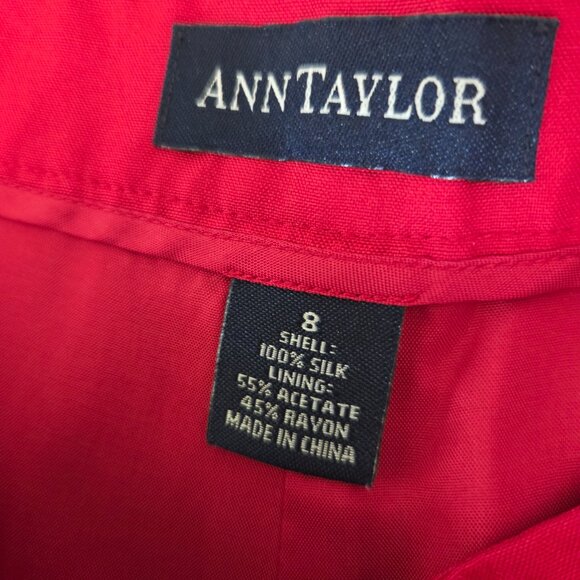 ANNTAYLOR
8
SHELL:
100% SILK
LINING:
55% ACETATE
45% RAYON
MADE IN CHINA